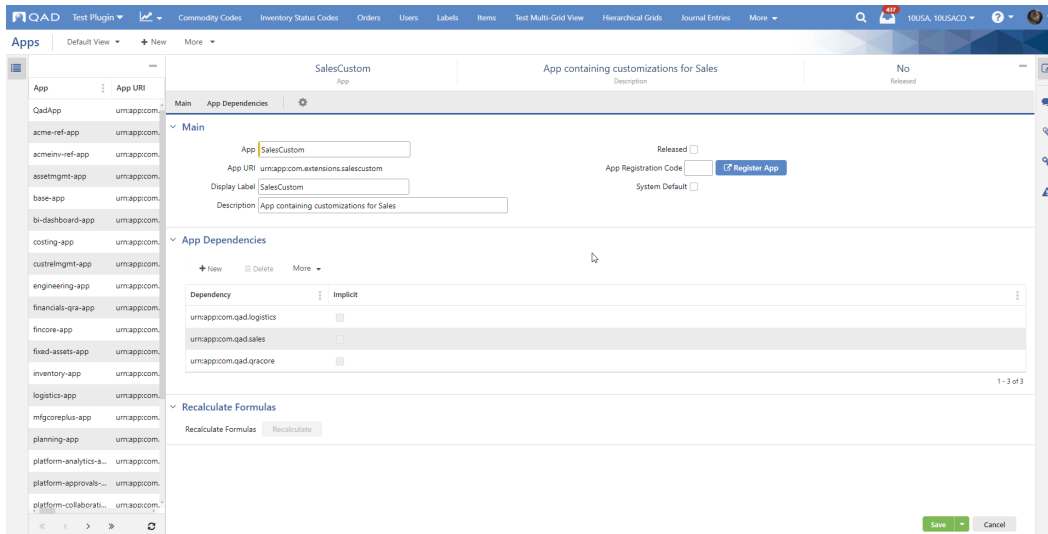 QAD Test Plugin Commodity Codes Inventory Status Codes Orders Users Labels Items Test Multi-Grid View Hierarchical Grids Journal Entries More 437 10USA, 10USACO
Apps Default View New More
SalesCustom App containing customizations for Sales No
App Description Released
App App URI
Main App Dependencies
QadApp urn:app:com.
acme-ref-app urn:app:com.
acmeinv-ref-app urn:app:com.
assetmgmt-app urn:app:com.
base-app urn:app:com.
bi-dashboard-app urn:app:com.
costing-app urn:app:com.
custrelmgmt-app urn:app:com.
engineering-app urn:app:com.
financials-qra-app urn:app:com.
fincore-app urn:app:com.
fixed-assets-app urn:app:com.
inventory-app urn:app:com.
logistics-app urn:app:com.
mfgcoreplus-app urn:app:com.
planning-app urn:app:com.
platform-analytics-a... urn:app:com.
platform-approvals-... urn:app:com.
platform-collaborati... urn:app:com.
Main
App SalesCustom Released
App URI urn:app:com.extensions.salescustom App Registration Code Register App
Display Label SalesCustom System Default
Description App containing customizations for Sales
App Dependencies
New Delete More
Dependency Implicit
urn:app:com.qad.logistics
urn:app:com.qad.sales
urn:app:com.qad.qracore
1 - 3 of 3
Recalculate Formulas
Recalculate Formulas Recalculate
Save Cancel